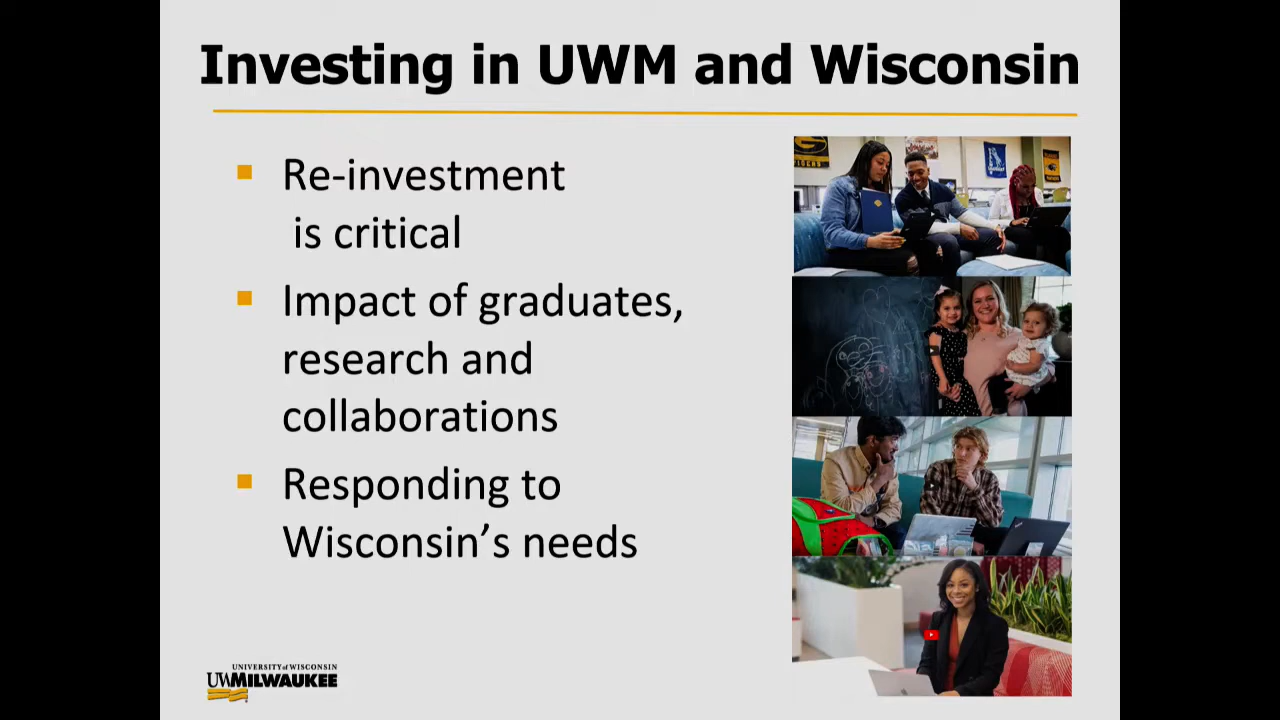 Investing in UWM and Wisconsin
Re-investment
is critical
Impact of graduates,
research and
collaborations
Responding to
Wisconsin's needs
UNIVERSITY of WISCONSIN
UWMILWAUKEE